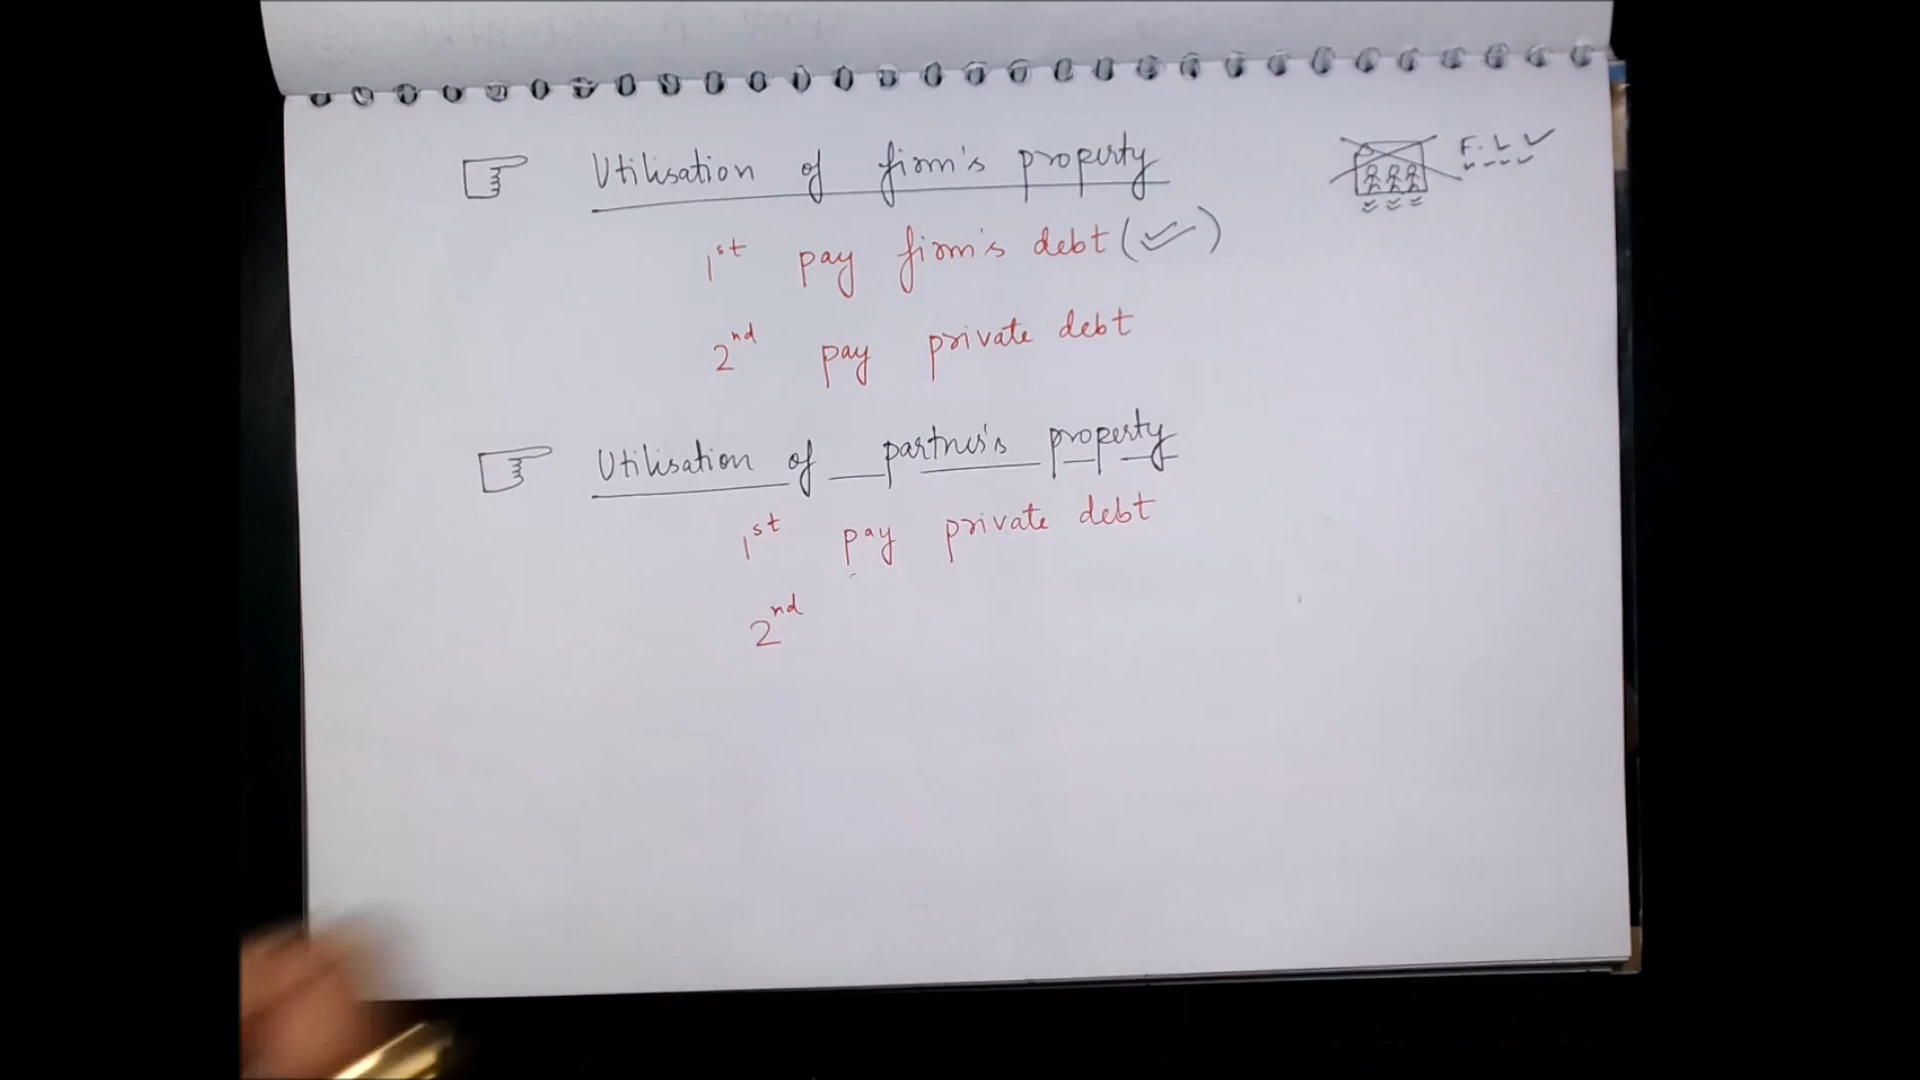 Utilisation of firm's property
F. L ✓
1st pay firm's debt (✓)
2nd pay private debt
Utilisation of partner's property
1st pay private debt
2nd